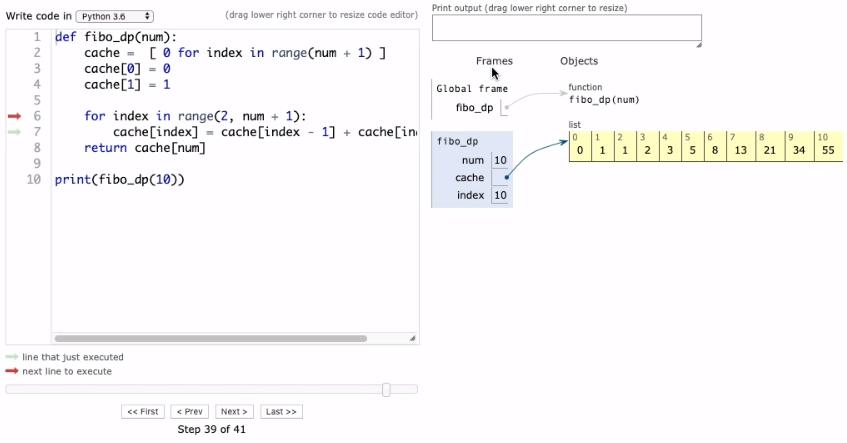 Write code in Python 3.6
(drag lower right corner to resize code editor)
1 def fibo_dp(num):
2 cache =  [ 0 for index in range(num + 1) ]
3 cache[0] = 0
4 cache[1] = 1
5
6 for index in range(2, num + 1):
7 cache[index] = cache[index - 1] + cache[in
8 return cache[num]
9
10 print(fibo_dp(10))
line that just executed
next line to execute
<< First < Prev Next > Last >>
Step 39 of 41
Print output (drag lower right corner to resize)
Frames Objects
Global frame
fibo_dp
function
fibo_dp(num)
list
0 1 2 3 4 5 6 7 8 9 10
0 1 1 2 3 5 8 13 21 34 55
fibo_dp
num 10
cache
index 10